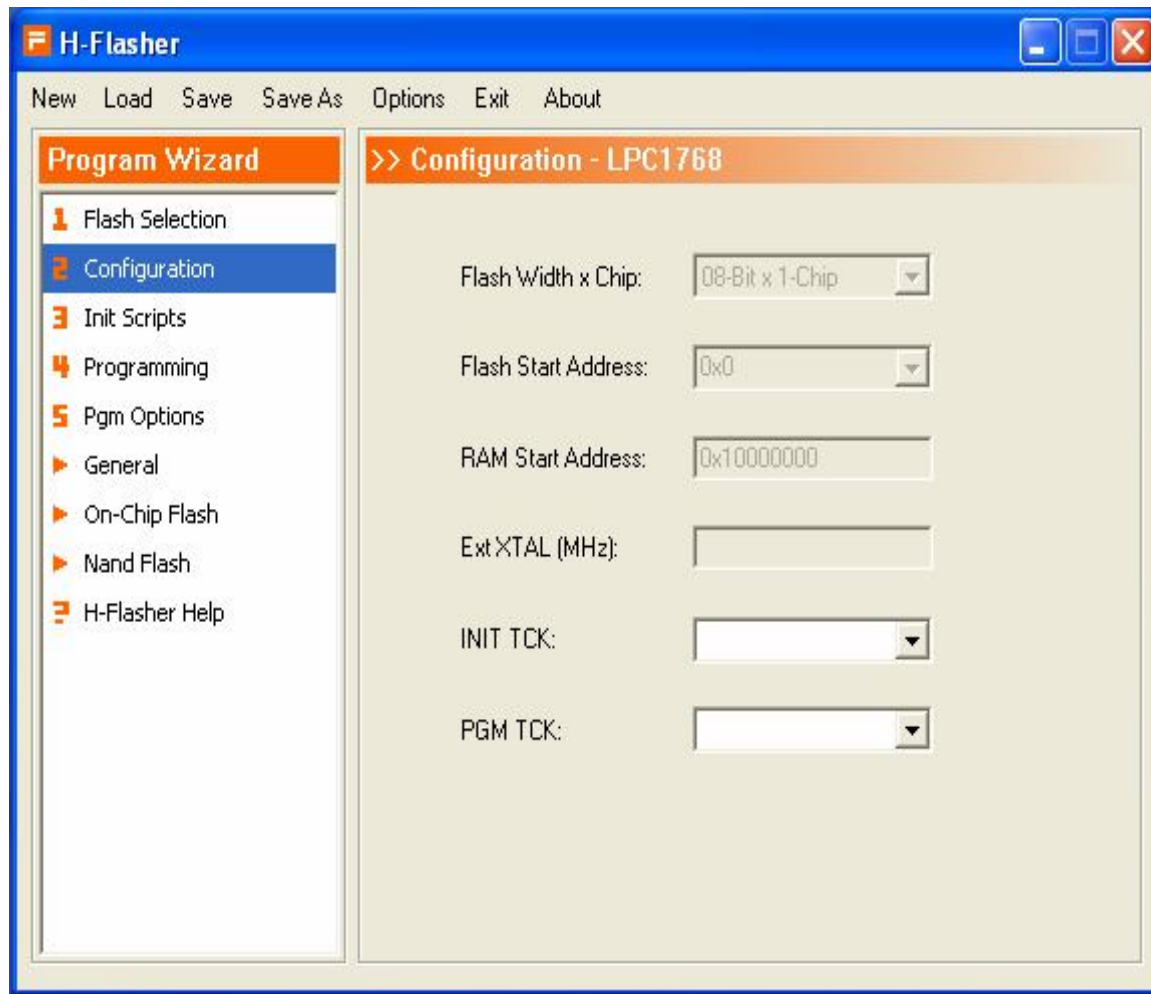 H-Flasher
New Load Save Save As Options Exit About
Program Wizard
1 Flash Selection
2 Configuration
3 Init Scripts
4 Programming
5 Pgm Options
General
On-Chip Flash
Nand Flash
? H-Flasher Help
>> Configuration - LPC1768
Flash Width x Chip: 08-Bit x 1-Chip
Flash Start Address: 0x0
RAM Start Address: 0x10000000
Ext XTAL (MHz):
INIT TCK:
PGM TCK: